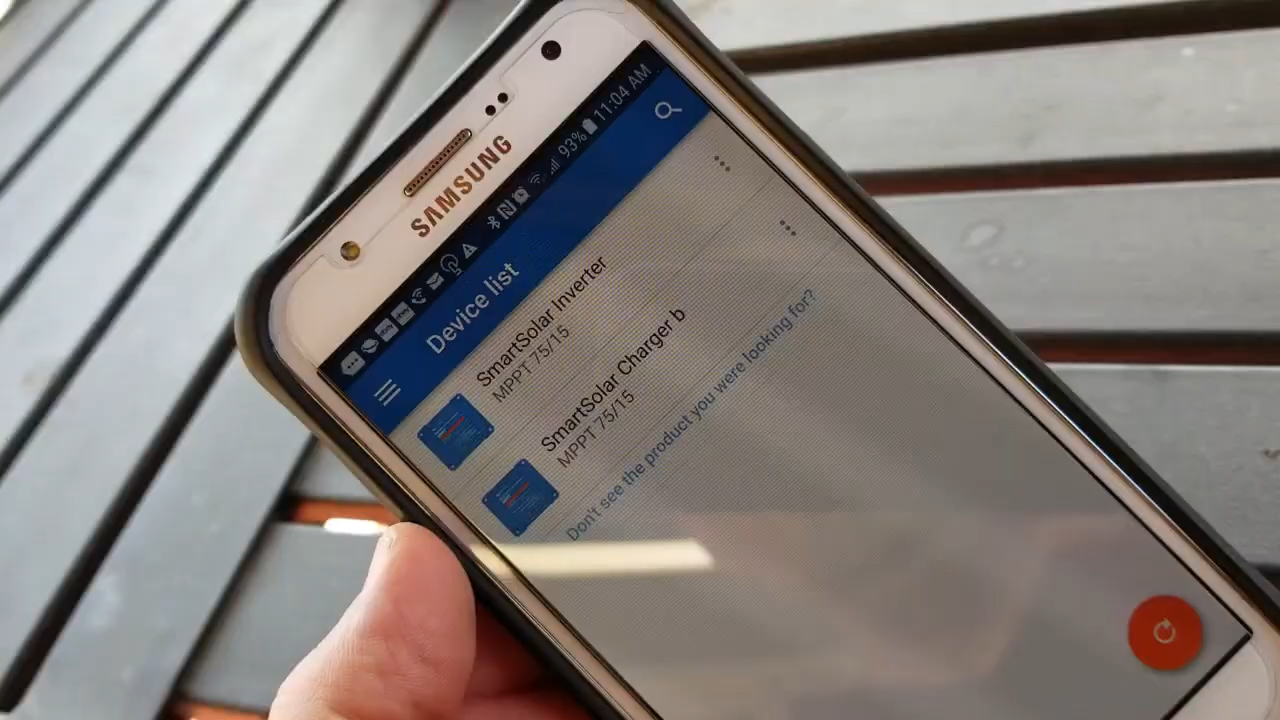 SAMSUNG
93% 11:04 AM
Device list
SmartSolar Inverter
MPPT 75/15
SmartSolar Charger b
MPPT 75/15
Don't see the product you were looking for?